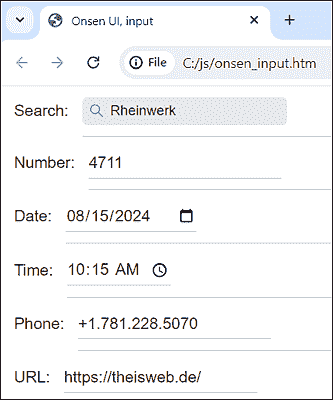 Onsen UI, input
File C:/js/onsen_input.htm
Search: Rheinwerk
Number: 4711
Date: 08/15/2024
Time: 10:15 AM
Phone: +1.781.228.5070
URL: https://theisweb.de/